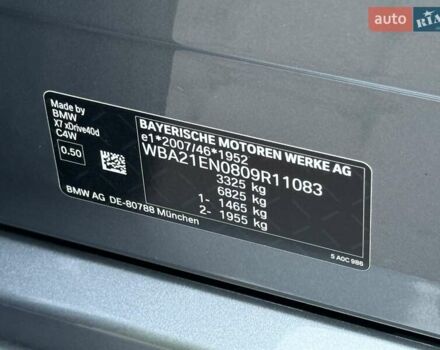 auto
RIA
Made by
BMW
X7 xDrive40d
C4W
0.50
BAYERISCHE MOTOREN WERKE AG
e1*2007/46*1952
WBA21EN0809R11083
3325 kg
6825 kg
1- 1465 kg
2- 1955 kg
BMW AG DE-80788 München
5 A0C 9B6